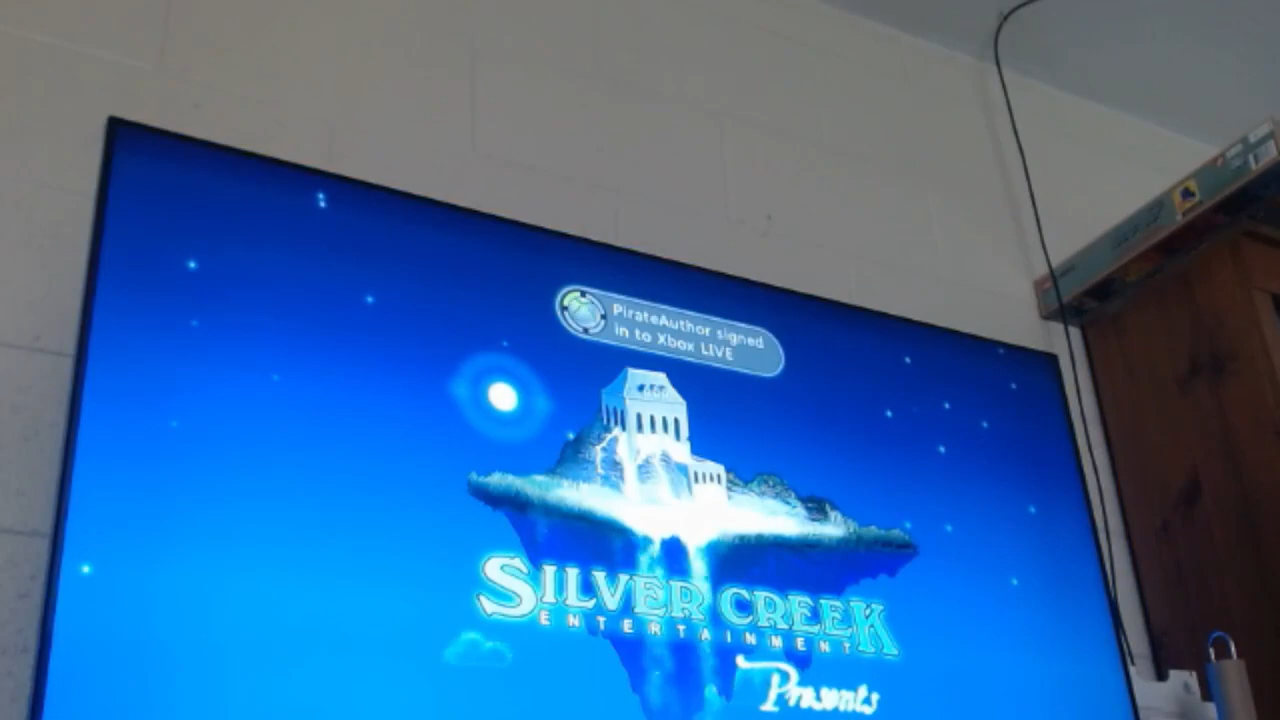 PirateAuthor signed
in to Xbox LIVE
SILVER CREEK
ENTERTAINMENT
Presents